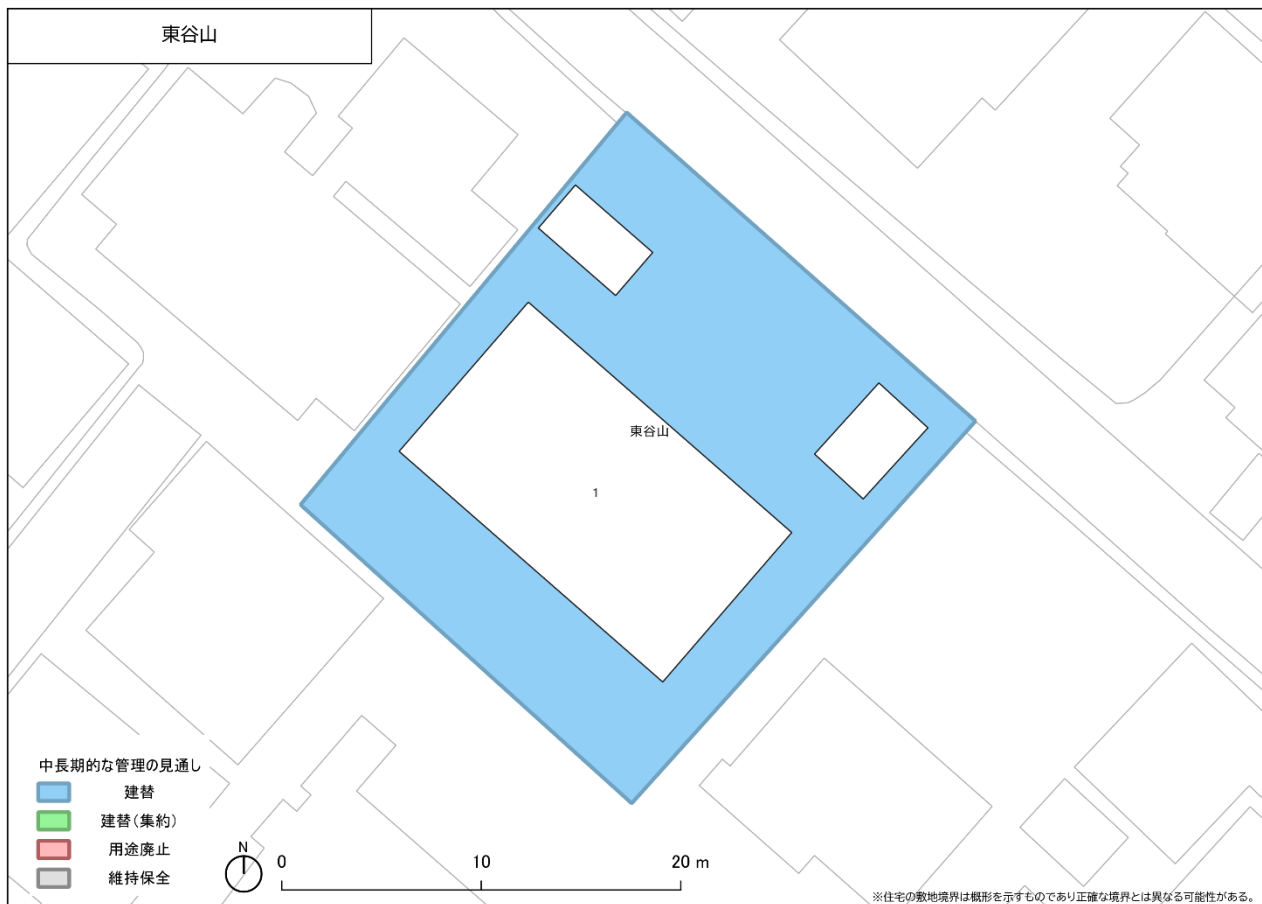 東谷山
東谷山
1
中長期的な管理の見通し
建替
建替(集約)
用途廃止
維持保全
N
0 10 20 m
※住宅の敷地境界は概形を示すものであり正確な境界とは異なる可能性がある。